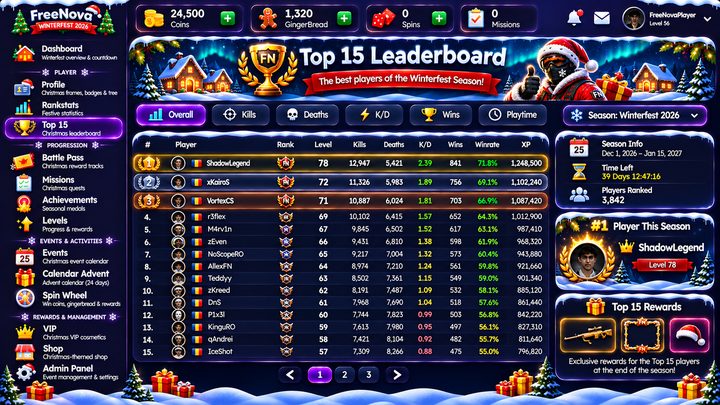 FreeNova
WINTERFEST 2026
24,500
Coins
1,320
GingerBread
0
Spins
0
Missions
FreeNovaPlayer
Level 56
Dashboard
Winterfest overview & countdown
PLAYER
Profile
Christmas frames, badges & tree
Rankstats
Festive statistics
Top 15
Christmas leaderboard
PROGRESSION
Battle Pass
Christmas reward tracks
Missions
Christmas quests
Achievements
Seasonal medals
Levels
Progress & rewards
EVENTS & ACTIVITIES
Events
Christmas event calendar
Calendar Advent
Advent calendar (24 days)
Spin Wheel
Win coins, gingerbread & rewards
REWARDS & MANAGEMENT
VIP
Christmas VIP cosmetics
Shop
Christmas-themed shop
Admin Panel
Event management & settings
FN
Top 15 Leaderboard
The best players of the Winterfest Season!
FN
Overall Kills Deaths K/D Wins Playtime
# Player Rank Level Kills Deaths K/D Wins Winrate XP
1 ShadowLegend 78 12,947 5,421 2.39 841 71.8% 1,248,500
2 xKairoS 72 11,326 5,983 1.89 756 69.1% 1,102,240
3 VortexCS 71 10,887 6,024 1.81 703 66.9% 1,087,420
4. r3flex 69 10,102 6,415 1.57 652 64.3% 1,012,900
5. M4rv1n 67 9,845 6,502 1.52 617 63.1% 987,410
6. zEven 66 9,431 6,810 1.38 598 61.9% 968,320
7. NoScopeRO 65 9,217 7,004 1.32 573 60.4% 943,880
8. AllexFN 64 8,974 7,210 1.24 561 59.8% 921,660
9. Teddyy 63 8,502 7,361 1.15 549 59.0% 901,340
10. zKreed 62 8,191 7,487 1.09 532 58.1% 885,120
11. DnS 61 7,968 7,690 1.04 518 57.6% 861,440
12. P1x3l 60 7,744 7,823 0.99 503 56.8% 842,220
13. KinguRO 59 7,613 7,980 0.95 497 56.1% 827,310
14. qAndrei 58 7,421 8,104 0.92 482 55.7% 811,640
15. IceShot 57 7,309 8,266 0.88 475 55.0% 796,820
1 2 3
Season: Winterfest 2026
25
Season Info
Dec 1, 2026 – Jan 15, 2027
Time Left
39 Days 12:47:16
Players Ranked
3,842
#1 Player This Season
ShadowLegend
Level 78
Top 15 Rewards
Exclusive rewards for the Top 15 players
at the end of the season!